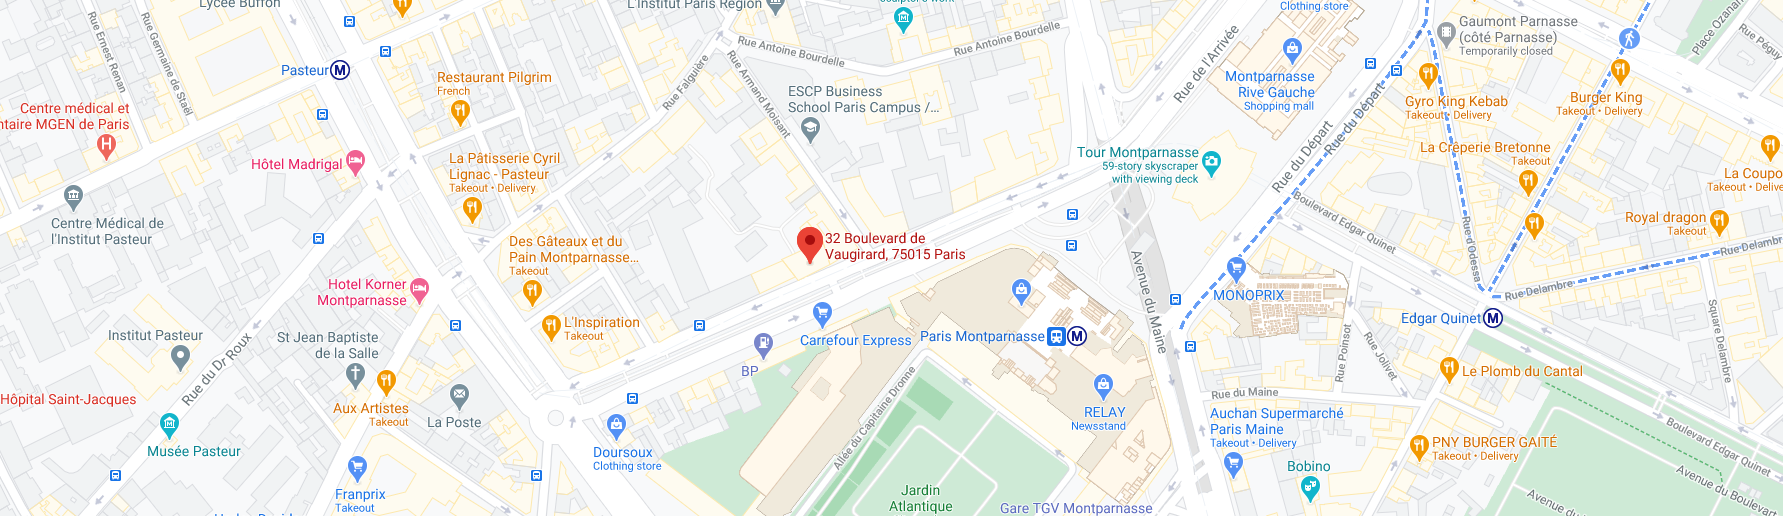 Lycée Buffon
L'Institut Paris Région
sculptor's work
Clothing store
Gaumont Parnasse
(côté Parnasse)
Temporarily closed
Place Ozanam
Rue Péguy
Rue Ernest Renan
Rue Germaine de Staël
Rue Antoine Bourdelle
Rue Antoine Bourdelle
Rue de l'Arrivée
Pasteur
M
Restaurant Pilgrim
French
Rue Falguière
Rue Armand Moisant
ESCP Business
School Paris Campus /...
Montparnasse
Rive Gauche
Shopping mall
Rue du Départ
Rue du Départ
Gyro King Kebab
Takeout • Delivery
Burger King
Takeout • Delivery
Centre médical et
ntaire MGEN de Paris
H
Hôtel Madrigal
La Pâtisserie Cyril
Lignac - Pasteur
Takeout • Delivery
Tour Montparnasse
59-story skyscraper
with viewing deck
La Crêperie Bretonne
Takeout
La Coupo
Takeout • Delive
Centre Médical de
l'Institut Pasteur
Des Gâteaux et du
Pain Montparnasse...
Takeout
32 Boulevard de
Vaugirard, 75015 Paris
Boulevard Edgar Quinet
Rue d'Odessa
Royal dragon
Takeout
Rue Delambre
Rue Delambre
Hotel Korner
Montparnasse
Avenue du Maine
MONOPRIX
Institut Pasteur
St Jean Baptiste
de la Salle
Rue du Dr Roux
L'Inspiration
Takeout
Carrefour Express
BP
Paris Montparnasse
M
Edgar Quinet
M
Rue Poinsot
Rue Jolivet
Square Delambre
Hôpital Saint-Jacques
Aux Artistes
Takeout
La Poste
Allée du Capitaine Dronne
RELAY
Newsstand
Rue du Maine
Le Plomb du Cantal
Auchan Supermarché
Paris Maine
Takeout • Delivery
Musée Pasteur
Doursoux
Clothing store
PNY BURGER GAITÉ
Takeout • Delivery
Boulevard Edgar Quinet
Bobino
Avenue du Boulevart
Avenue du
Franprix
Takeout
Jardin
Atlantique
Gare TGV Montparnasse